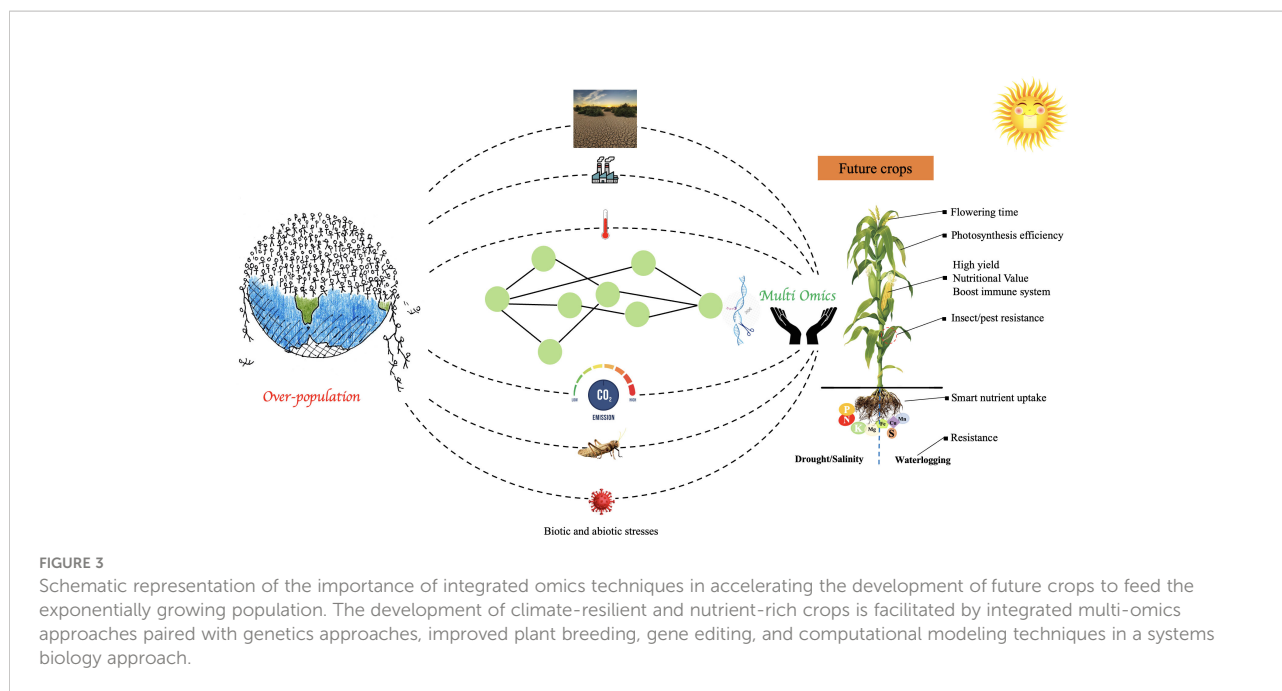 Future crops
Flowering time
Photosynthesis efficiency
High yield
Nutritional Value
Boost immune system
Multi Omics
Insect/pest resistance
Over-population
CO₂
EMISSION
Smart nutrient uptake
P
N
K
Mg
Cu
Mn
S
Resistance
Drought/Salinity
Waterlogging
Biotic and abiotic stresses
FIGURE 3
Schematic representation of the importance of integrated omics techniques in accelerating the development of future crops to feed the
exponentially growing population. The development of climate-resilient and nutrient-rich crops is facilitated by integrated multi-omics
approaches paired with genetics approaches, improved plant breeding, gene editing, and computational modeling techniques in a systems
biology approach.